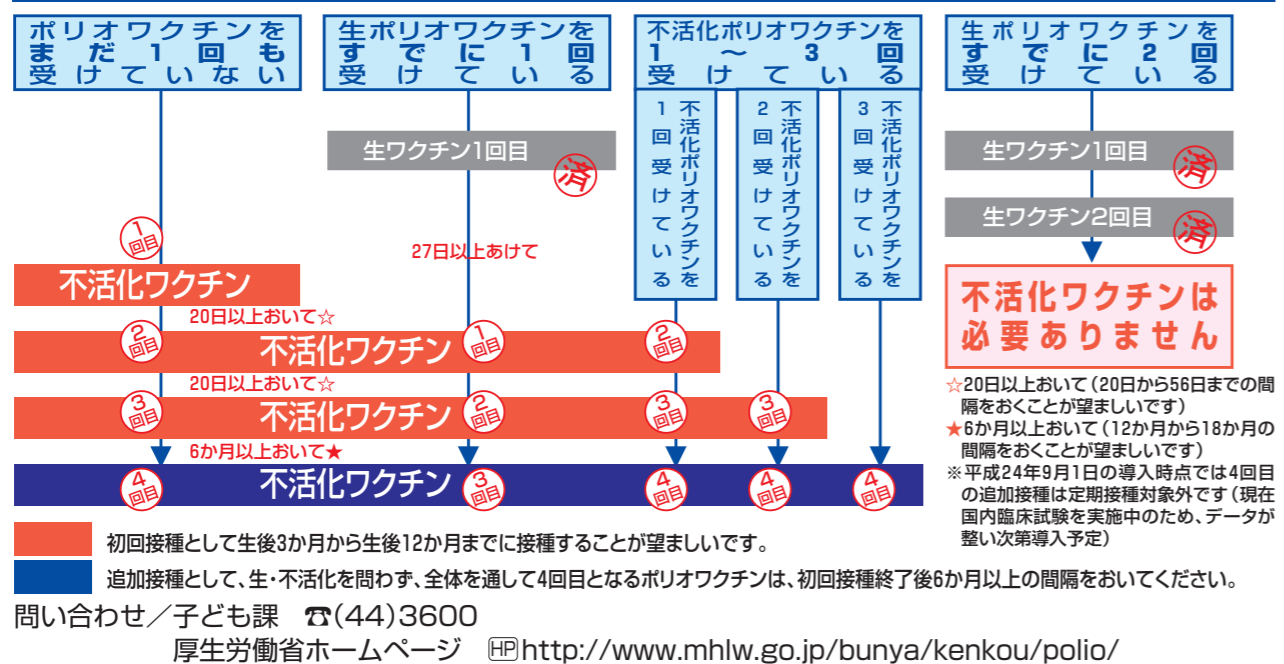 ポリオワクチンを
まだ1回も
受けていない
生ポリオワクチンを
すでに1回
受けている
不活化ポリオワクチンを
1～3回
受けている
生ポリオワクチンを
すでに2回
受けている
不活化ポリオワクチンを
1回受けている
不活化ポリオワクチンを
2回受けている
不活化ポリオワクチンを
3回受けている
生ワクチン1回目
済
生ワクチン1回目
済
生ワクチン2回目
済
1回目
27日以上あけて
不活化ワクチン
不活化ワクチンは
必要ありません
20日以上おいて☆
2回目
不活化ワクチン
1回目
2回目
20日以上おいて☆
3回目
不活化ワクチン
2回目
3回目
3回目
6か月以上おいて★
4回目
不活化ワクチン
3回目
4回目
4回目
4回目
☆20日以上おいて（20日から56日までの間
隔をおくことが望ましいです）
★6か月以上おいて（12か月から18か月の
間隔をおくことが望ましいです）
※平成24年9月1日の導入時点では4回目
の追加接種は定期接種対象外です（現在
国内臨床試験を実施中のため、データが
整い次第導入予定）
初回接種として生後3か月から生後12か月までに接種することが望ましいです。
追加接種として、生・不活化を問わず、全体を通して4回目となるポリオワクチンは、初回接種終了後6か月以上の間隔をおいてください。
問い合わせ／子ども課　☎(44)3600
厚生労働省ホームページ　HP http://www.mhlw.go.jp/bunya/kenkou/polio/